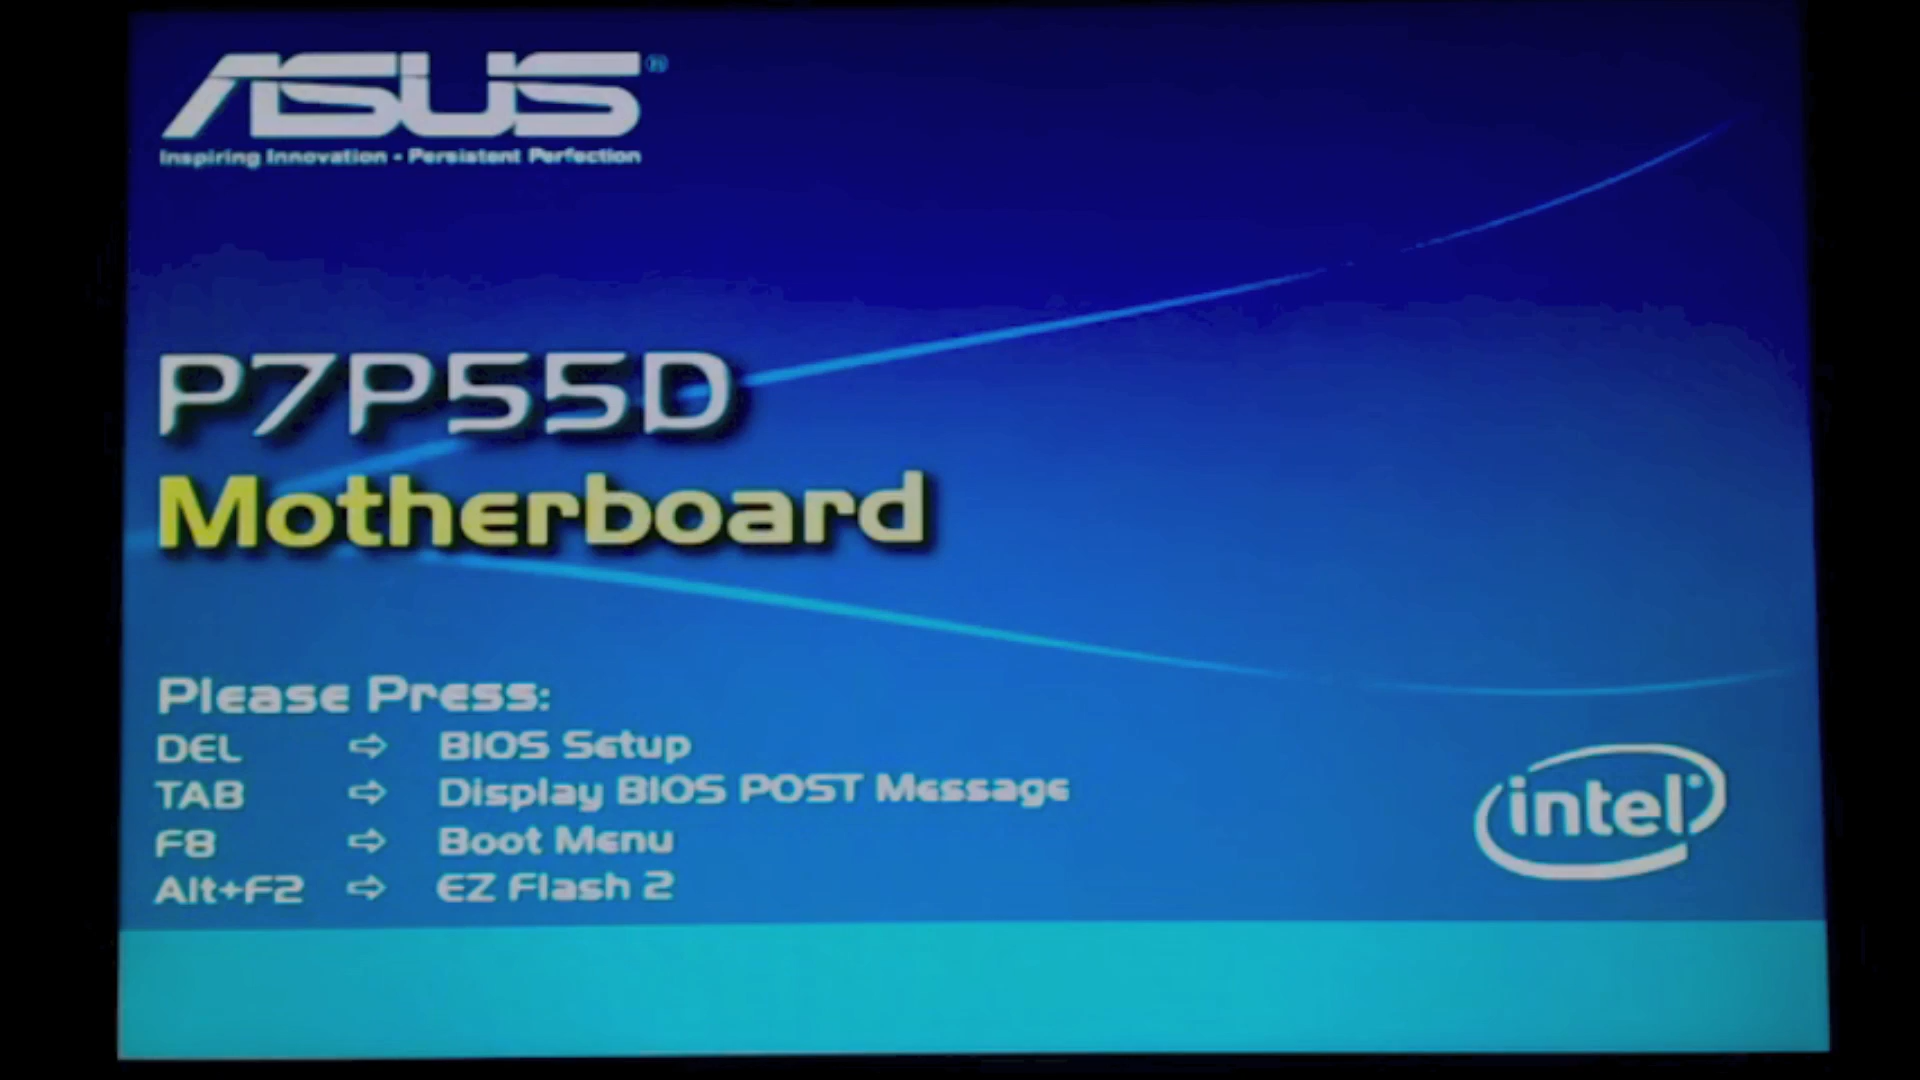 ASUS®
Inspiring Innovation - Persistent Perfection
P7P55D
Motherboard
Please Press:
DEL ⇨ BIOS Setup
TAB ⇨ Display BIOS POST Message
F8 ⇨ Boot Menu
Alt+F2 ⇨ EZ Flash 2
intel